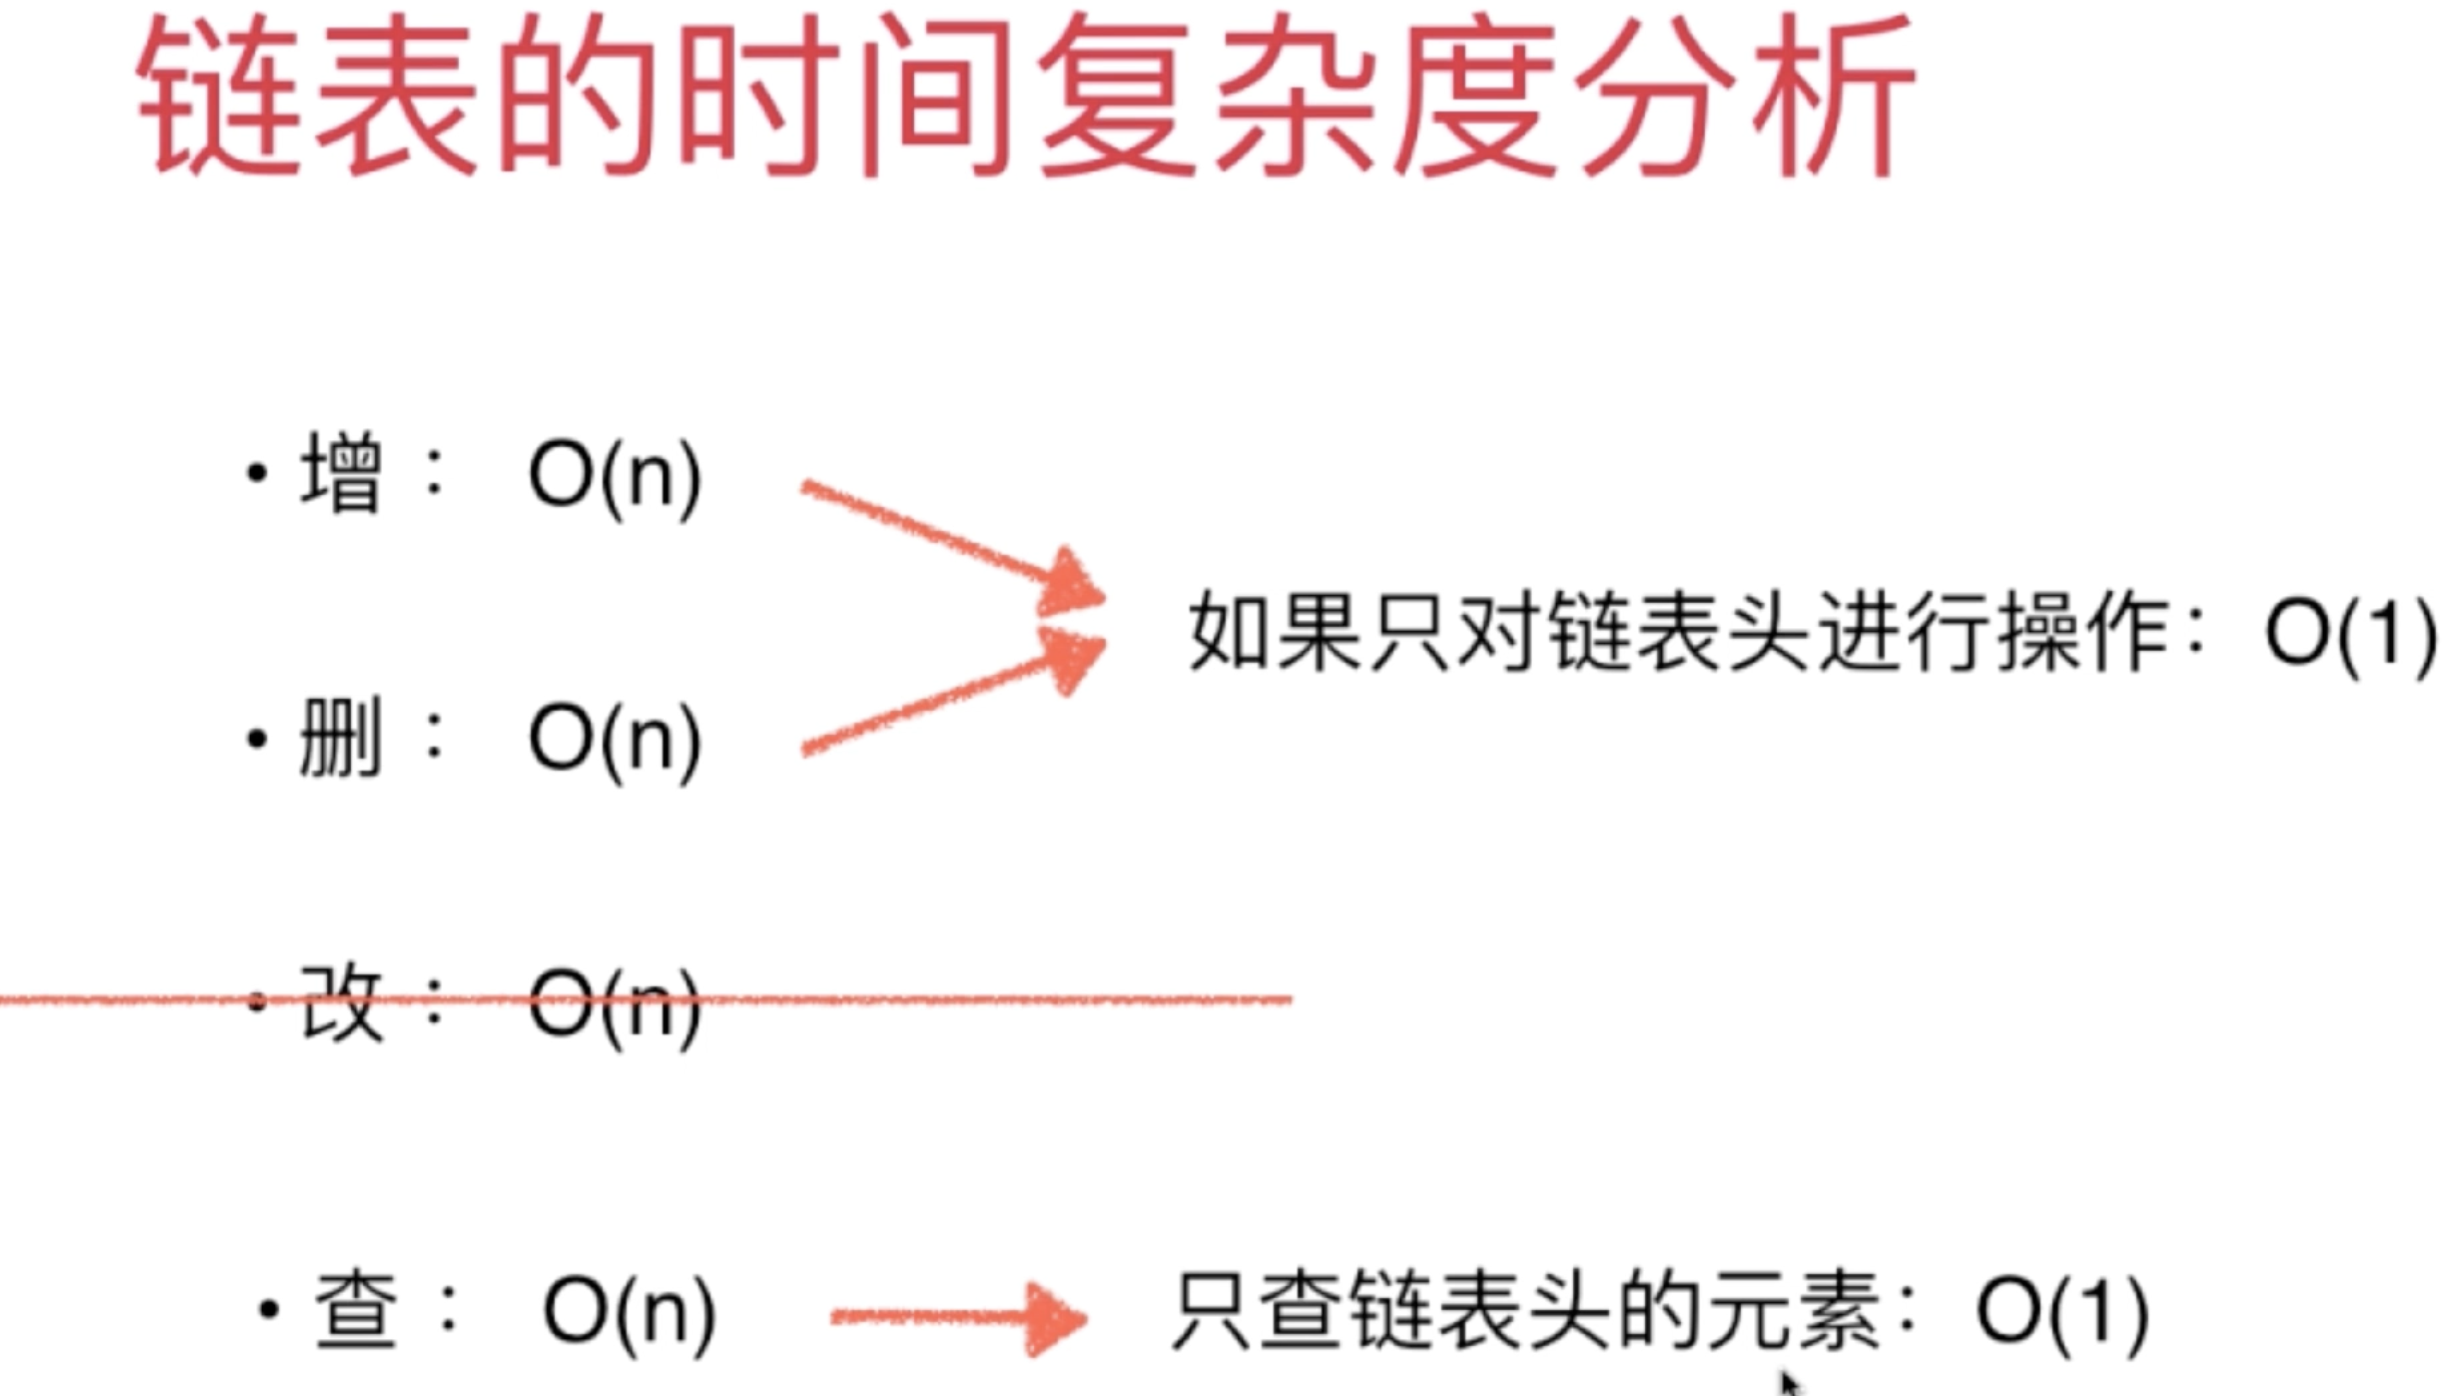 链表的时间复杂度分析
• 增： O(n)
如果只对链表头进行操作：O(1)
• 删： O(n)
• 改： O(n)
• 查： O(n)
只查链表头的元素：O(1)